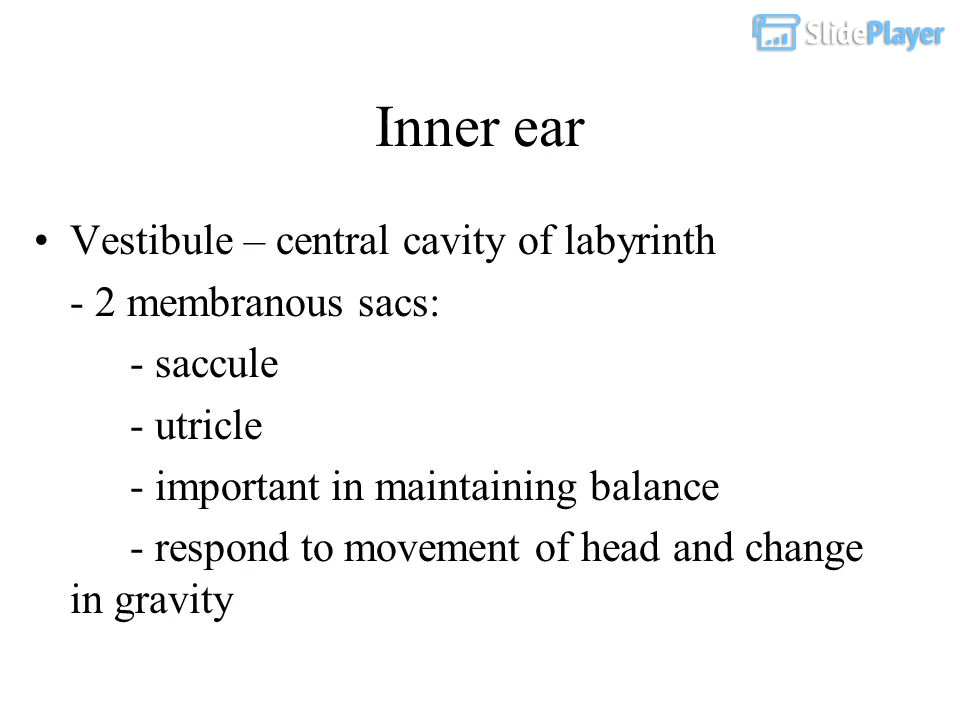 SlidePlayer
Inner ear
• Vestibule – central cavity of labyrinth
- 2 membranous sacs:
- saccule
- utricle
- important in maintaining balance
- respond to movement of head and change
in gravity